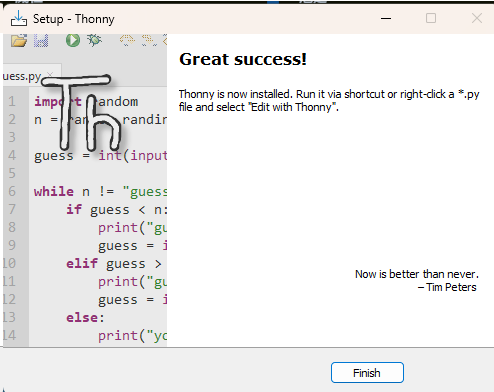 Setup - Thonny
uess.py
Th
Great success!
Thonny is now installed. Run it via shortcut or right-click a *.py
file and select "Edit with Thonny".
1 import random
2 n = randin
3
4 guess = int(input
5
6 while n != "guess
7 if guess < n:
8 print("gu
9 guess = i
10 elif guess >
11 print("gu
12 guess = i
13 else:
14 print("yo
Now is better than never.
– Tim Peters
Finish